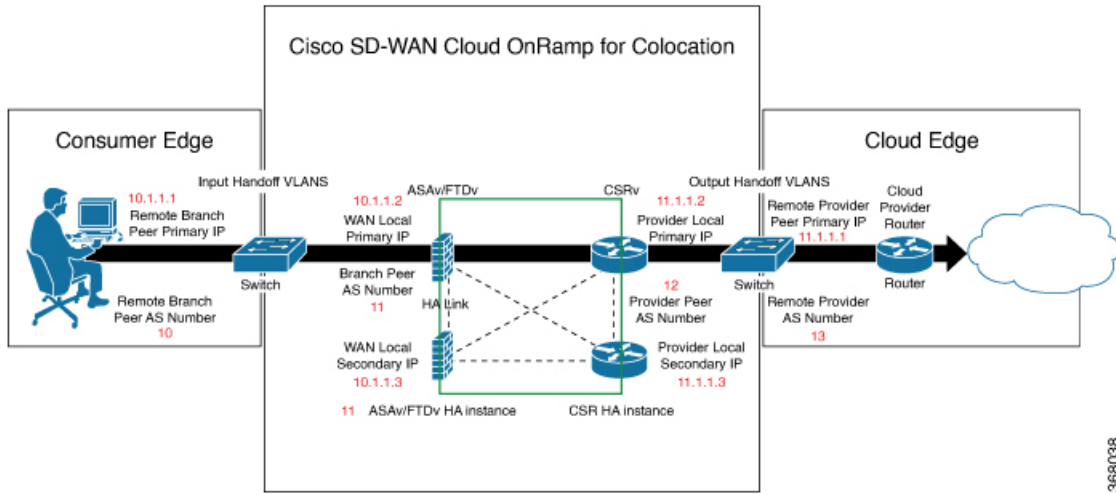 Cisco SD-WAN Cloud OnRamp for Colocation
Consumer Edge
Cloud Edge
10.1.1.1
Remote Branch
Peer Primary IP
Input Handoff VLANS
Switch
Remote Branch
Peer AS Number
10
ASAv/FTDv
10.1.1.2
WAN Local
Primary IP
Branch Peer
AS Number
11
HA Link
WAN Local
Secondary IP
10.1.1.3
11
ASAv/FTDv HA instance
CSRv
11.1.1.2
Provider Local
Primary IP
12
Provider Peer
AS Number
Provider Local
Secondary IP
11.1.1.3
CSR HA instance
Output Handoff VLANS
Switch
Remote Provider
Peer Primary IP
11.1.1.1
Remote Provider
AS Number
13
Cloud
Provider
Router
Router
368038